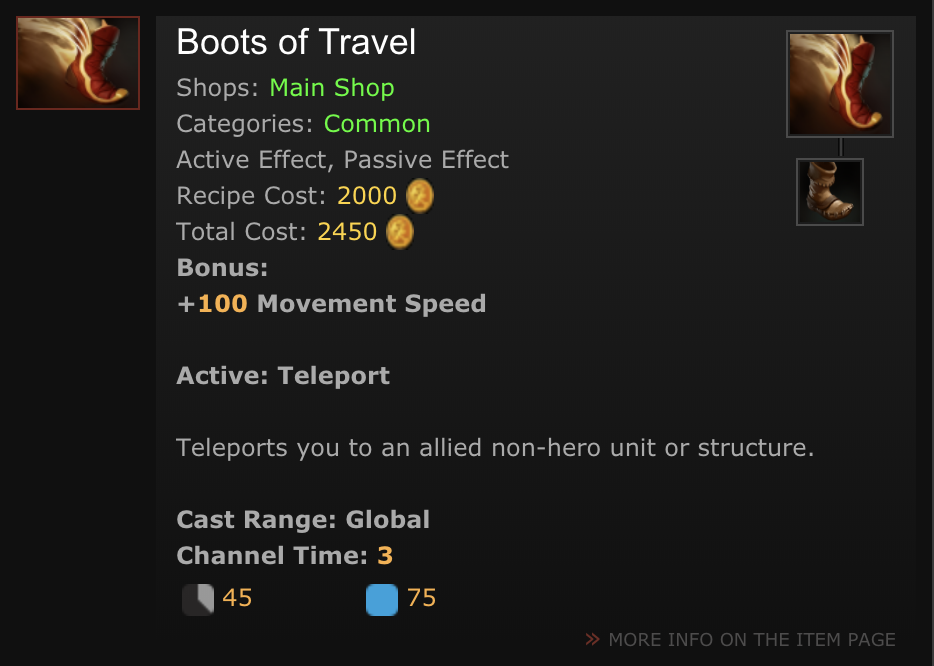 Boots of Travel
Shops: Main Shop
Categories: Common
Active Effect, Passive Effect
Recipe Cost: 2000
Total Cost: 2450
Bonus:
+100 Movement Speed
Active: Teleport
Teleports you to an allied non-hero unit or structure.
Cast Range: Global
Channel Time: 3
45 75
» MORE INFO ON THE ITEM PAGE